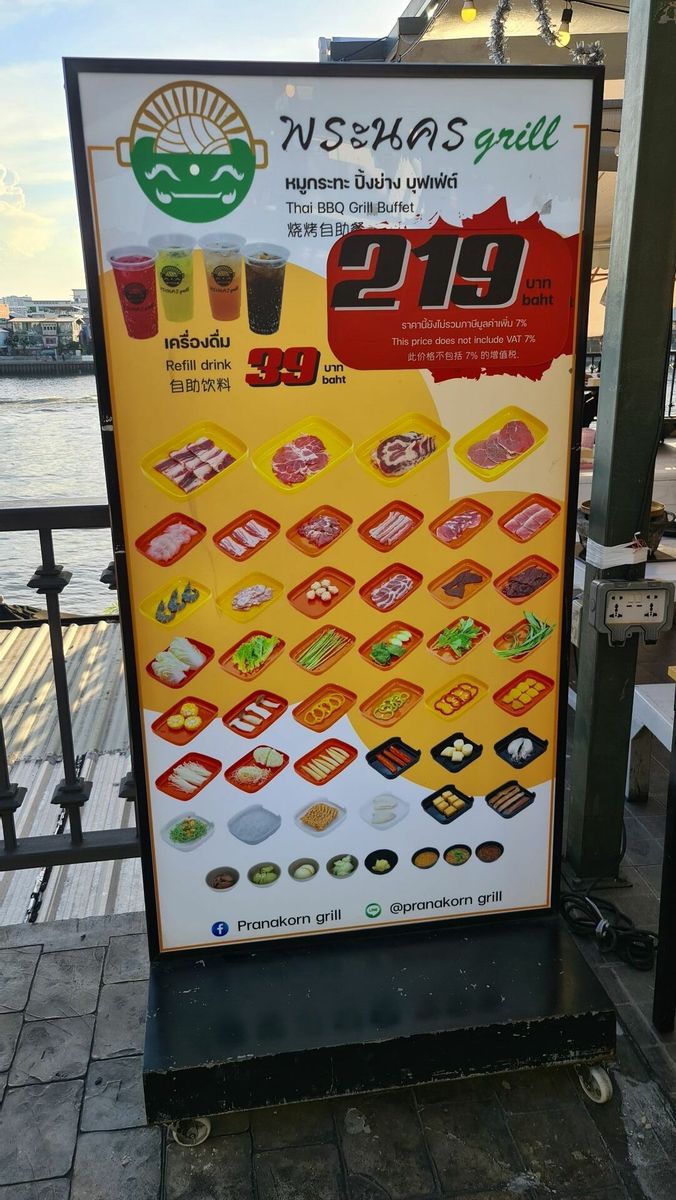 พระนคร grill
หมูกระทะ ปิ้งย่าง บุฟเฟ่ต์
Thai BBQ Grill Buffet
烧烤自助餐
219 บาท baht
ราคานี้ยังไม่รวมภาษีมูลค่าเพิ่ม 7%
This price does not include VAT 7%
此价格不包括 7% 的增值税.
เครื่องดื่ม
Refill drink
自助饮料
39 บาท baht
Pranakorn grill
LINE @pranakorn grill